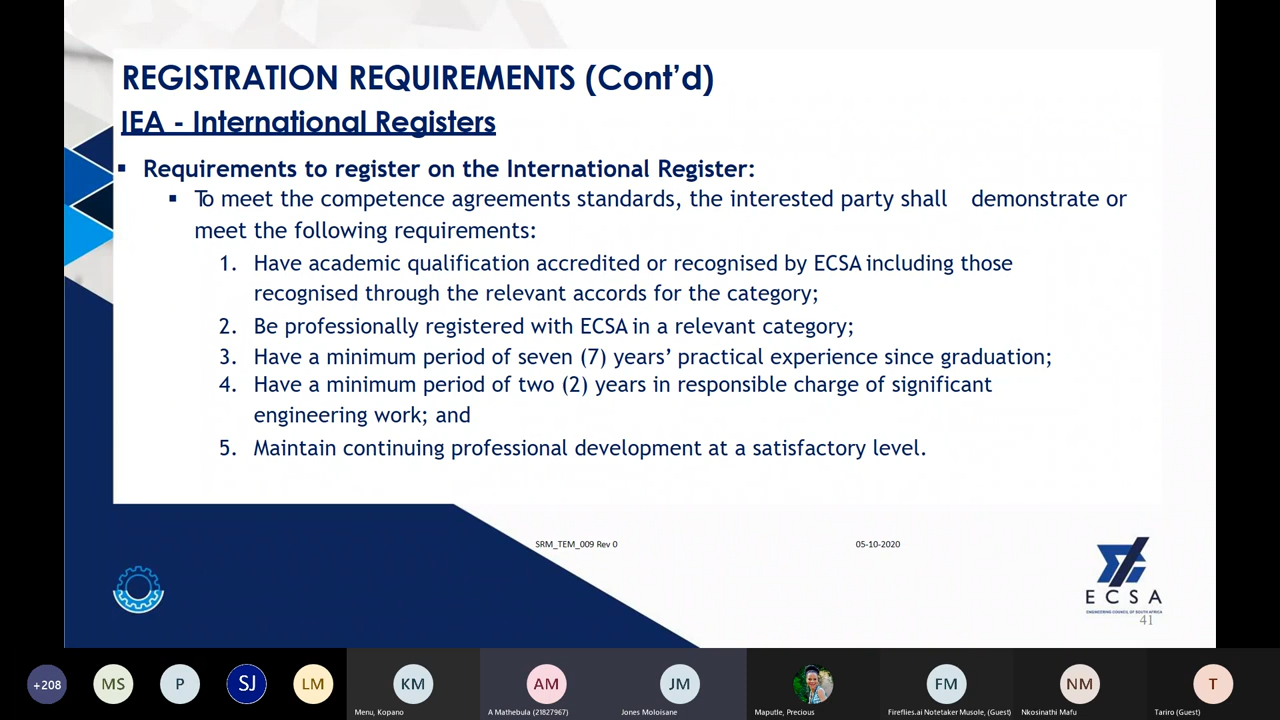 REGISTRATION REQUIREMENTS (Cont’d)
IEA - International Registers
▪ Requirements to register on the International Register:
▪ To meet the competence agreements standards, the interested party shall demonstrate or
meet the following requirements:
1. Have academic qualification accredited or recognised by ECSA including those
recognised through the relevant accords for the category;
2. Be professionally registered with ECSA in a relevant category;
3. Have a minimum period of seven (7) years’ practical experience since graduation;
4. Have a minimum period of two (2) years in responsible charge of significant
engineering work; and
5. Maintain continuing professional development at a satisfactory level.
SRM_TEM_009 Rev 0
05-10-2020
ECSA
ENGINEERING COUNCIL OF SOUTH AFRICA
41
+208
MS
P
SJ
LM
KM
AM
JM
FM
NM
T
Menu, Kopano
A Mathebula (21827967)
Jones Moloisane
Maputle, Precious
Fireflies.ai Notetaker Musole, (Guest)
Nkosinathi Mafu
Tariro (Guest)